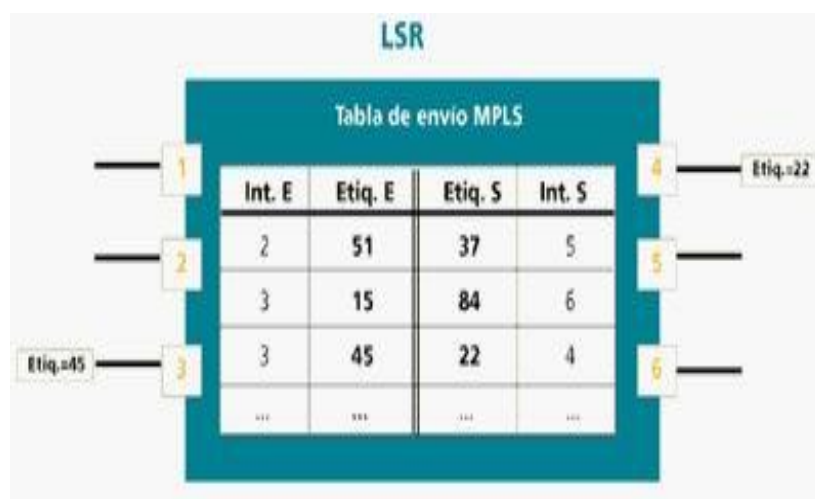 LSR
Tabla de envío MPLS
1
4
Etiq.=22
Int. E Etiq. E Etiq. S Int. S
2 51 37 5
2
5
3 15 84 6
Etiq.=45
3
3 45 22 4
6
... ... ... ...